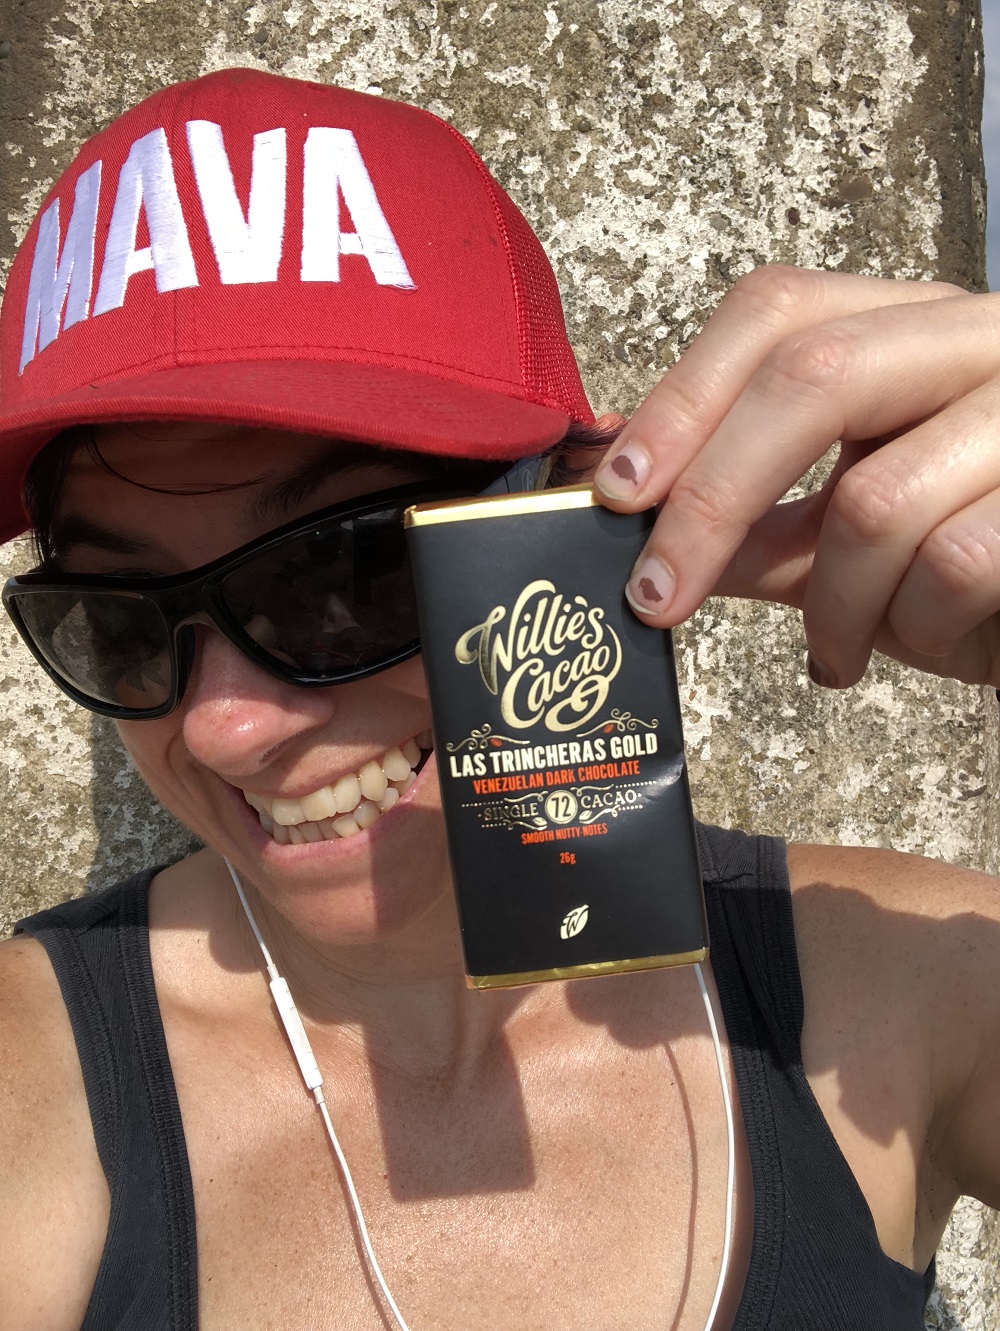 MAVA
Willie's
Cacao
LAS TRINCHERAS GOLD
VENEZUELAN DARK CHOCOLATE
SINGLE 72 CACAO
SMOOTH NUTTY NOTES
26g
W